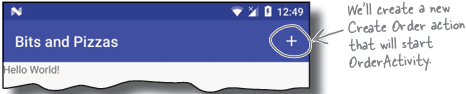 12:49
We'll create a new
Create Order action
that will start
OrderActivity.
Bits and Pizzas
Hello World!